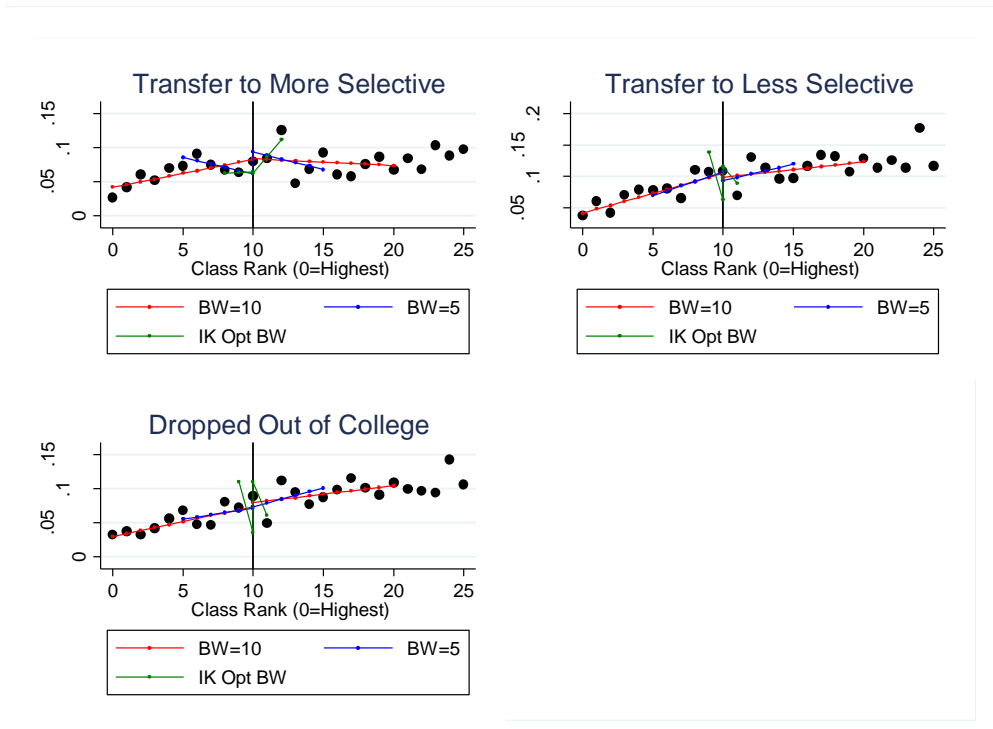 Transfer to More Selective
.15
.1
.05
0
0 5 10 15 20 25
Class Rank (0=Highest)
BW=10 BW=5
IK Opt BW
Transfer to Less Selective
.2
.15
.1
.05
0 5 10 15 20 25
Class Rank (0=Highest)
BW=10 BW=5
IK Opt BW
Dropped Out of College
.15
.1
.05
0
0 5 10 15 20 25
Class Rank (0=Highest)
BW=10 BW=5
IK Opt BW